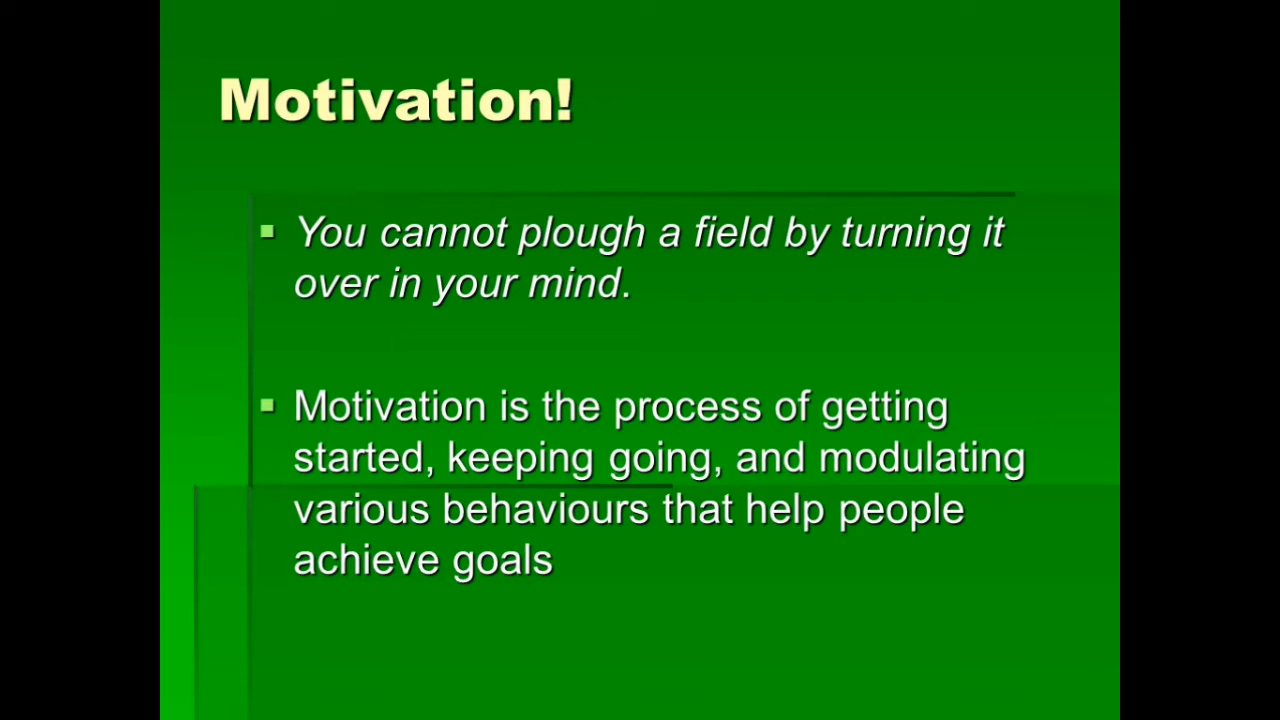 Motivation!
You cannot plough a field by turning it
over in your mind.
Motivation is the process of getting
started, keeping going, and modulating
various behaviours that help people
achieve goals